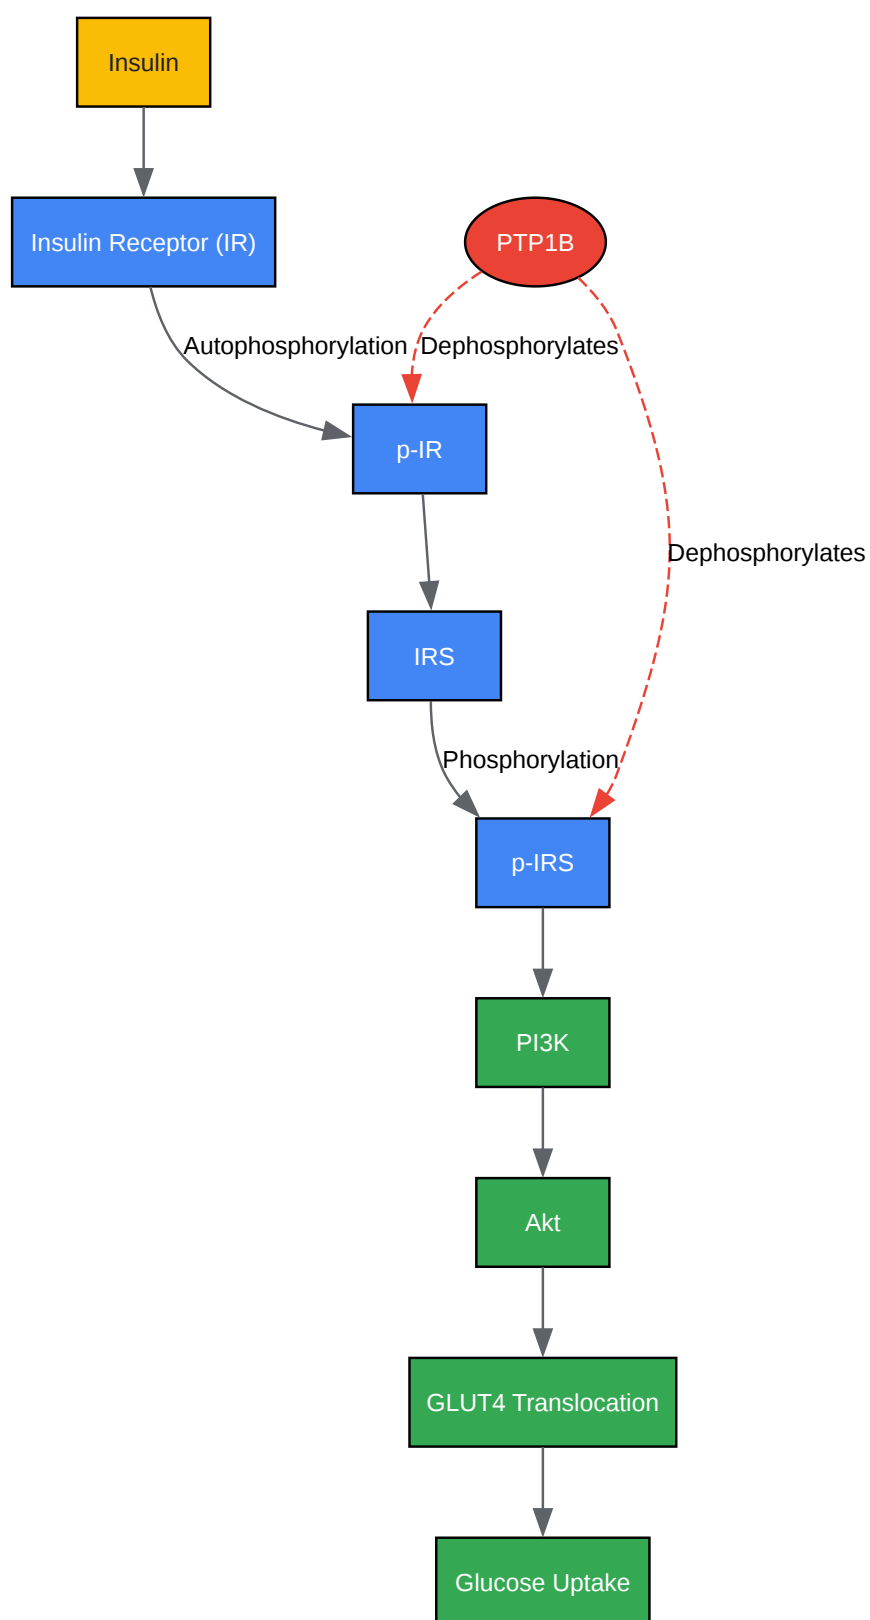 Insulin
Insulin Receptor (IR)
PTP1B
Autophosphorylation
Dephosphorylates
p-IR
Dephosphorylates
IRS
Phosphorylation
p-IRS
PI3K
Akt
GLUT4 Translocation
Glucose Uptake